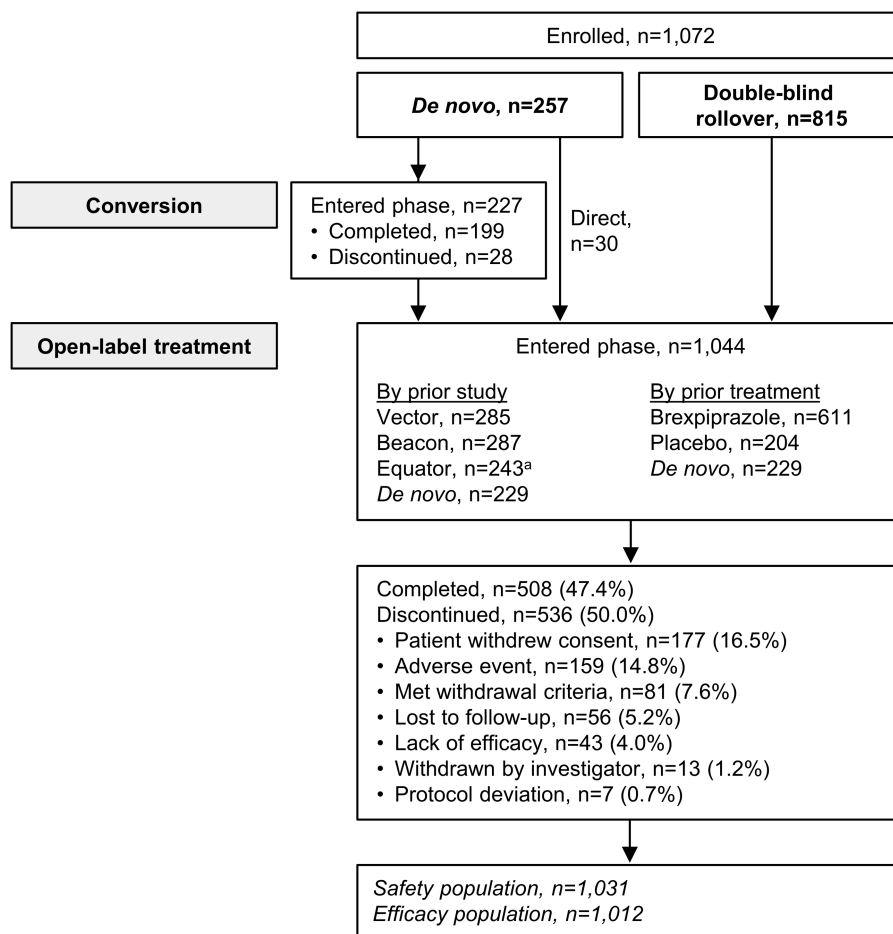 Enrolled, n=1,072
De novo, n=257
Double-blind
rollover, n=815
Conversion
Entered phase, n=227
• Completed, n=199
• Discontinued, n=28
Direct,
n=30
Open-label treatment
Entered phase, n=1,044
By prior study
Vector, n=285
Beacon, n=287
Equator, n=243ᵃ
De novo, n=229
By prior treatment
Brexpiprazole, n=611
Placebo, n=204
De novo, n=229
Completed, n=508 (47.4%)
Discontinued, n=536 (50.0%)
• Patient withdrew consent, n=177 (16.5%)
• Adverse event, n=159 (14.8%)
• Met withdrawal criteria, n=81 (7.6%)
• Lost to follow-up, n=56 (5.2%)
• Lack of efficacy, n=43 (4.0%)
• Withdrawn by investigator, n=13 (1.2%)
• Protocol deviation, n=7 (0.7%)
Safety population, n=1,031
Efficacy population, n=1,012